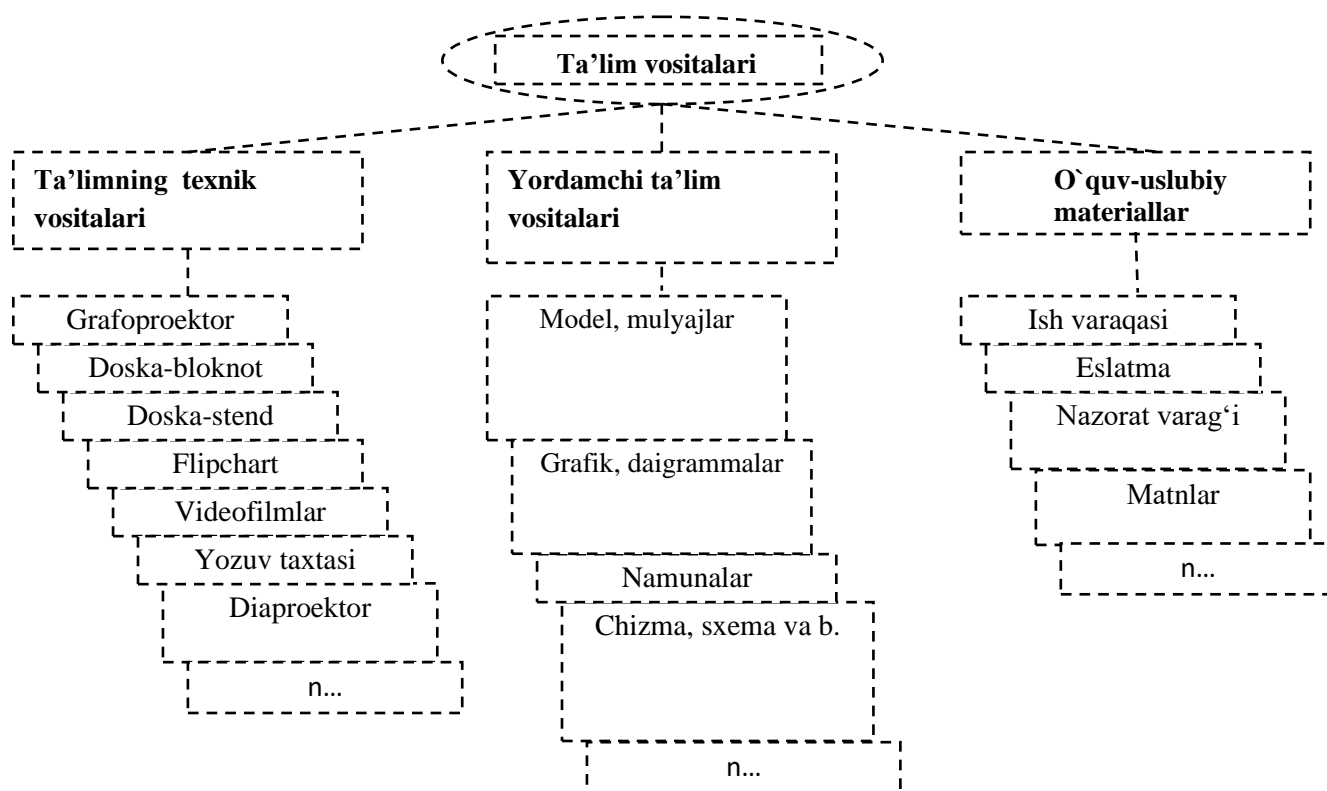 Ta’lim vositalari
Ta’limning texnik
vositalari
Grafoproektor
Doska-bloknot
Doska-stend
Flipchart
Videofilmlar
Yozuv taxtasi
Diaproektor
n...
Yordamchi ta’lim
vositalari
Model, mulyajlar
Grafik, daigrammalar
Namunalar
Chizma, sxema va b.
n...
O`quv-uslubiy
materiallar
Ish varaqasi
Eslatma
Nazorat varag‘i
Matnlar
n...